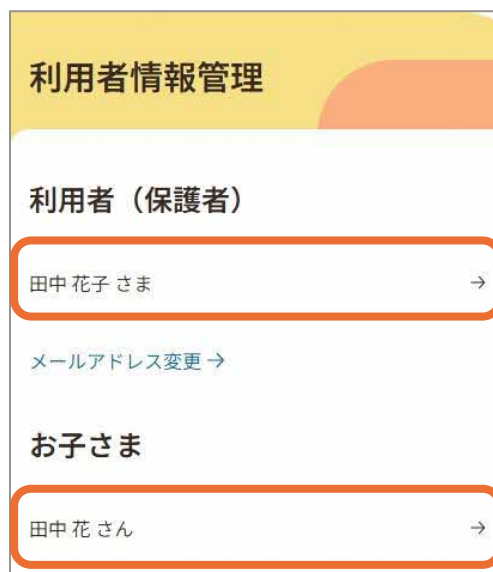 利用者情報管理
利用者（保護者）
田中 花子 さま →
メールアドレス変更 →
お子さま
田中 花 さん →